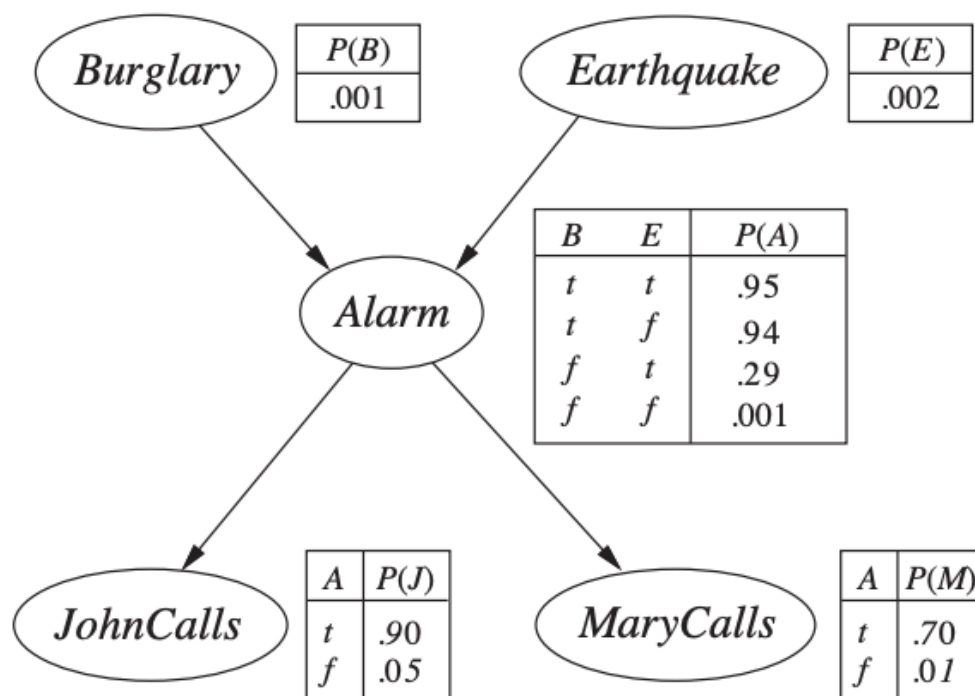 Burglary
P(B)
.001
Earthquake
P(E)
.002
B E P(A)
t t .95
t f .94
f t .29
f f .001
Alarm
JohnCalls
A P(J)
t .90
f .05
MaryCalls
A P(M)
t .70
f .01